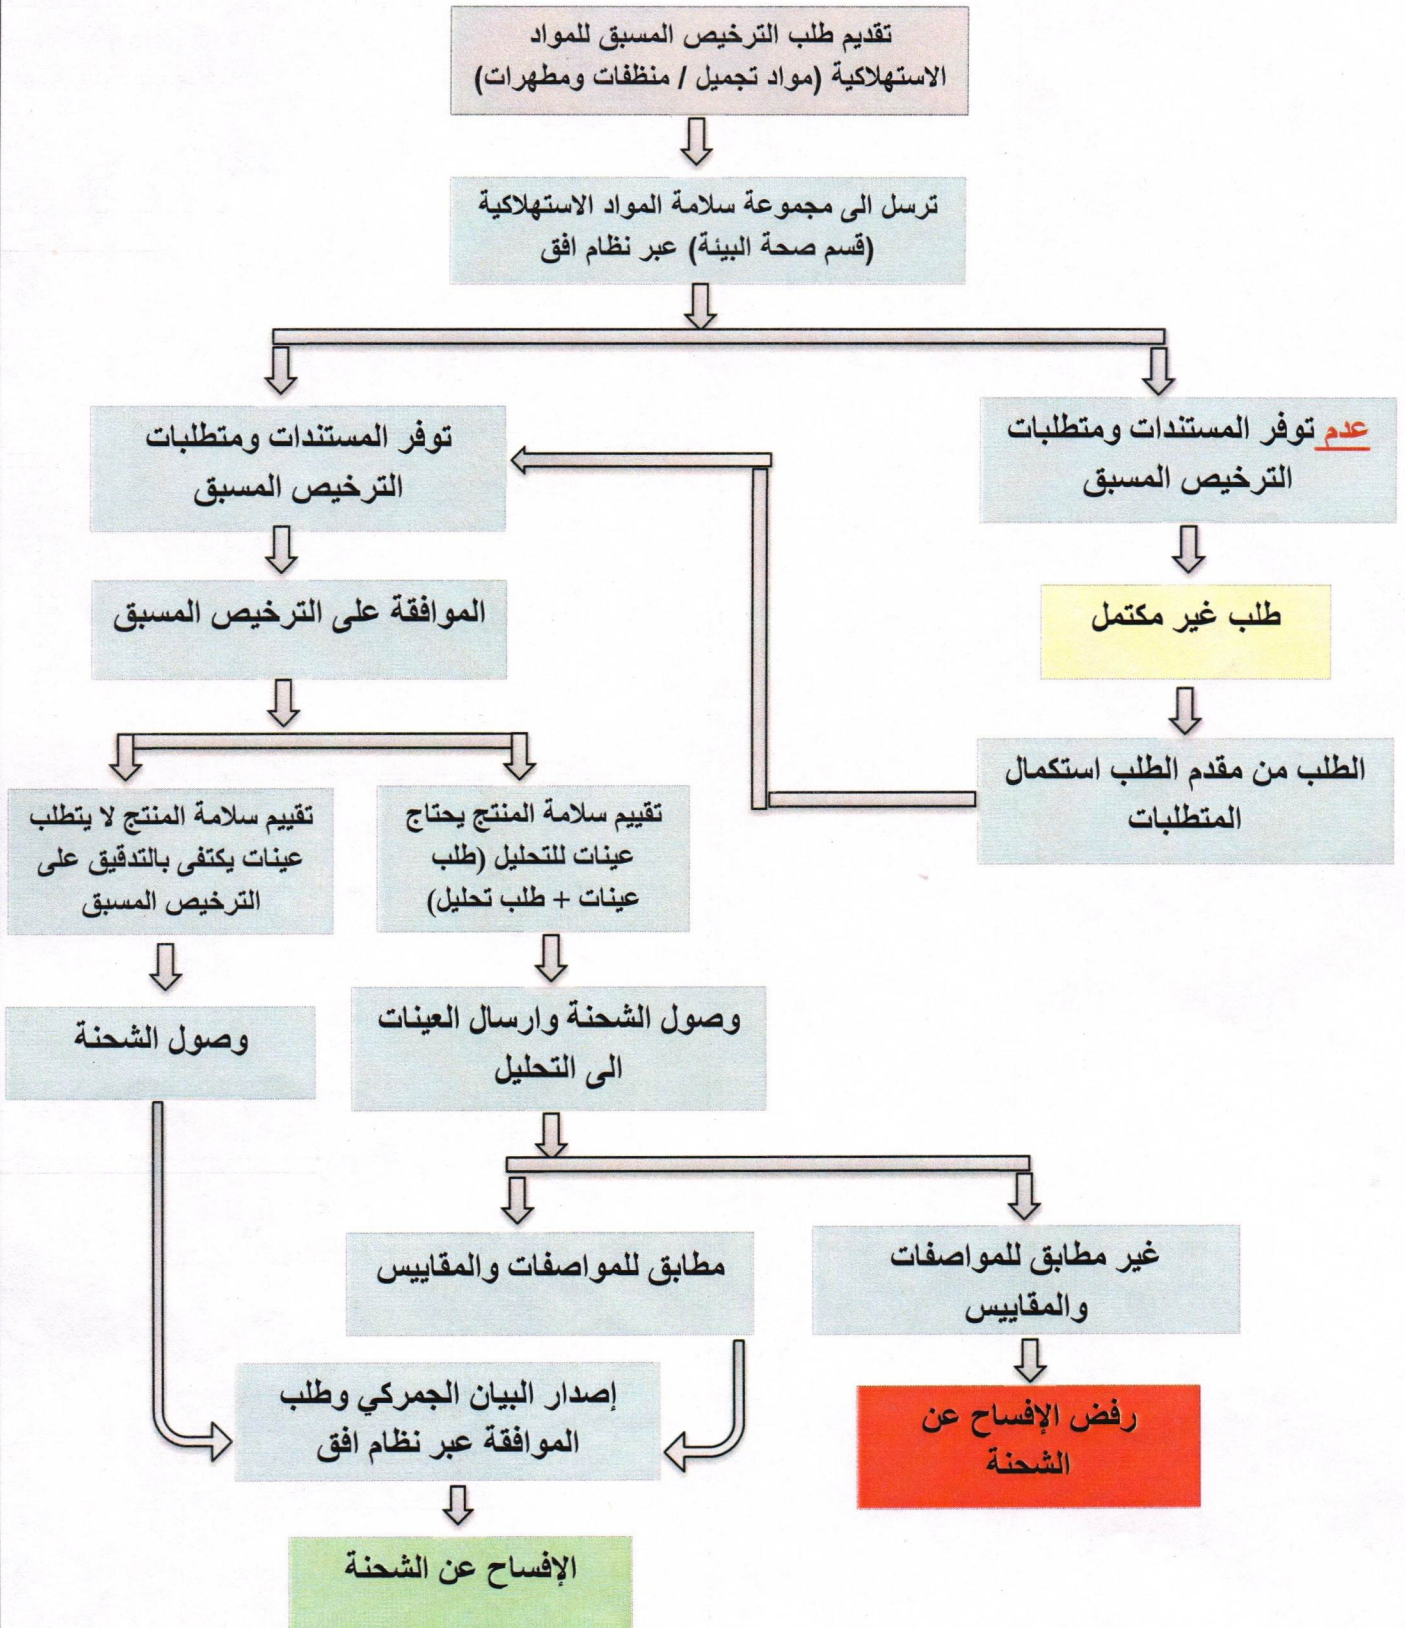 تقديم طلب الترخيص المسبق للمواد
الاستهلاكية (مواد تجميل / منظفات ومطهرات)
ترسل الى مجموعة سلامة المواد الاستهلاكية
(قسم صحة البيئة) عبر نظام افق
عدم توفر المستندات ومتطلبات
الترخيص المسبق
توفر المستندات ومتطلبات
الترخيص المسبق
طلب غير مكتمل
الموافقة على الترخيص المسبق
الطلب من مقدم الطلب استكمال
المتطلبات
تقييم سلامة المنتج يحتاج
عينات للتحليل (طلب
عينات + طلب تحليل)
تقييم سلامة المنتج لا يتطلب
عينات يكتفى بالتدقيق على
الترخيص المسبق
وصول الشحنة وارسال العينات
الى التحليل
وصول الشحنة
غير مطابق للمواصفات
والمقاييس
مطابق للمواصفات والمقاييس
رفض الإفساح عن
الشحنة
إصدار البيان الجمركي وطلب
الموافقة عبر نظام افق
الإفساح عن الشحنة